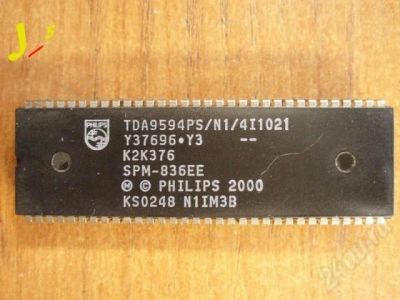 PHILIPS
TDA9594PS/N1/4I1021
Y37696•Y3 --
K2K376
SPM-836EE
Ⓜ © PHILIPS 2000
KS0248 N1IM3B